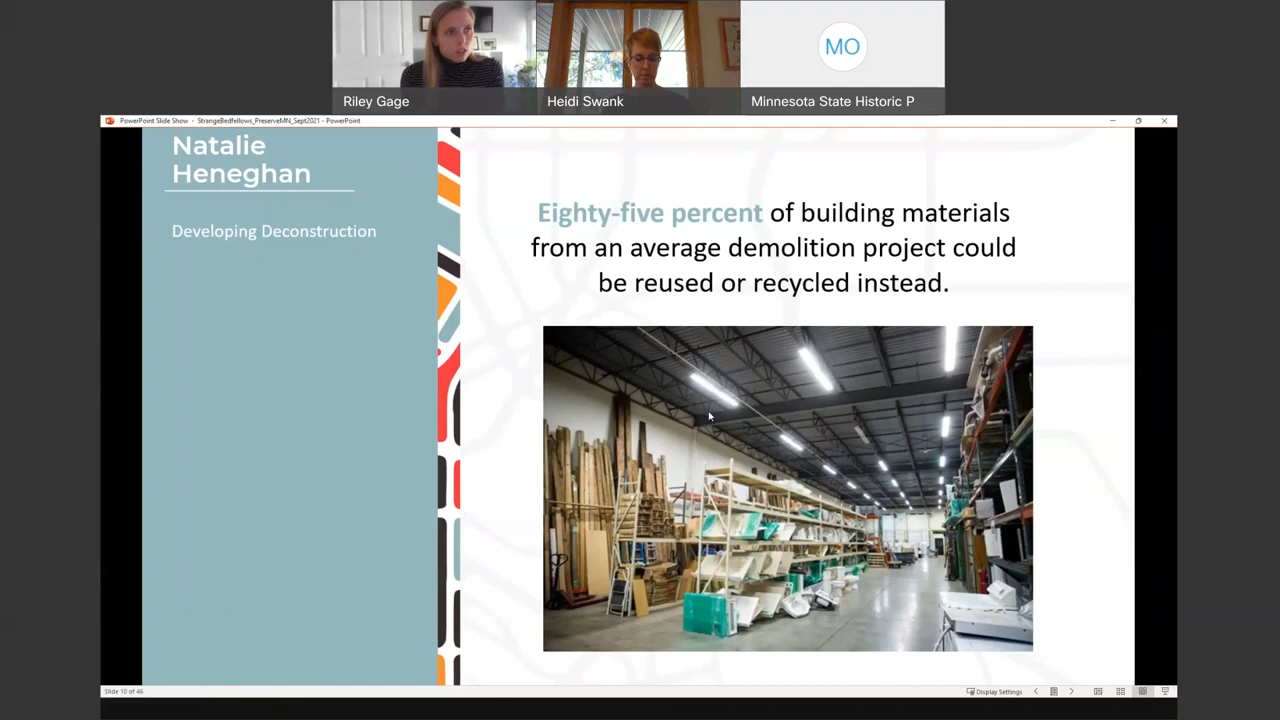 MO
Riley Gage
Heidi Swank
Minnesota State Historic P
PowerPoint Slide Show - StrangeBedfellows_PreserveMN_Sept2021 - PowerPoint
Natalie
Heneghan
Developing Deconstruction
Eighty-five percent of building materials
from an average demolition project could
be reused or recycled instead.
Slide 10 of 46
Display Settings